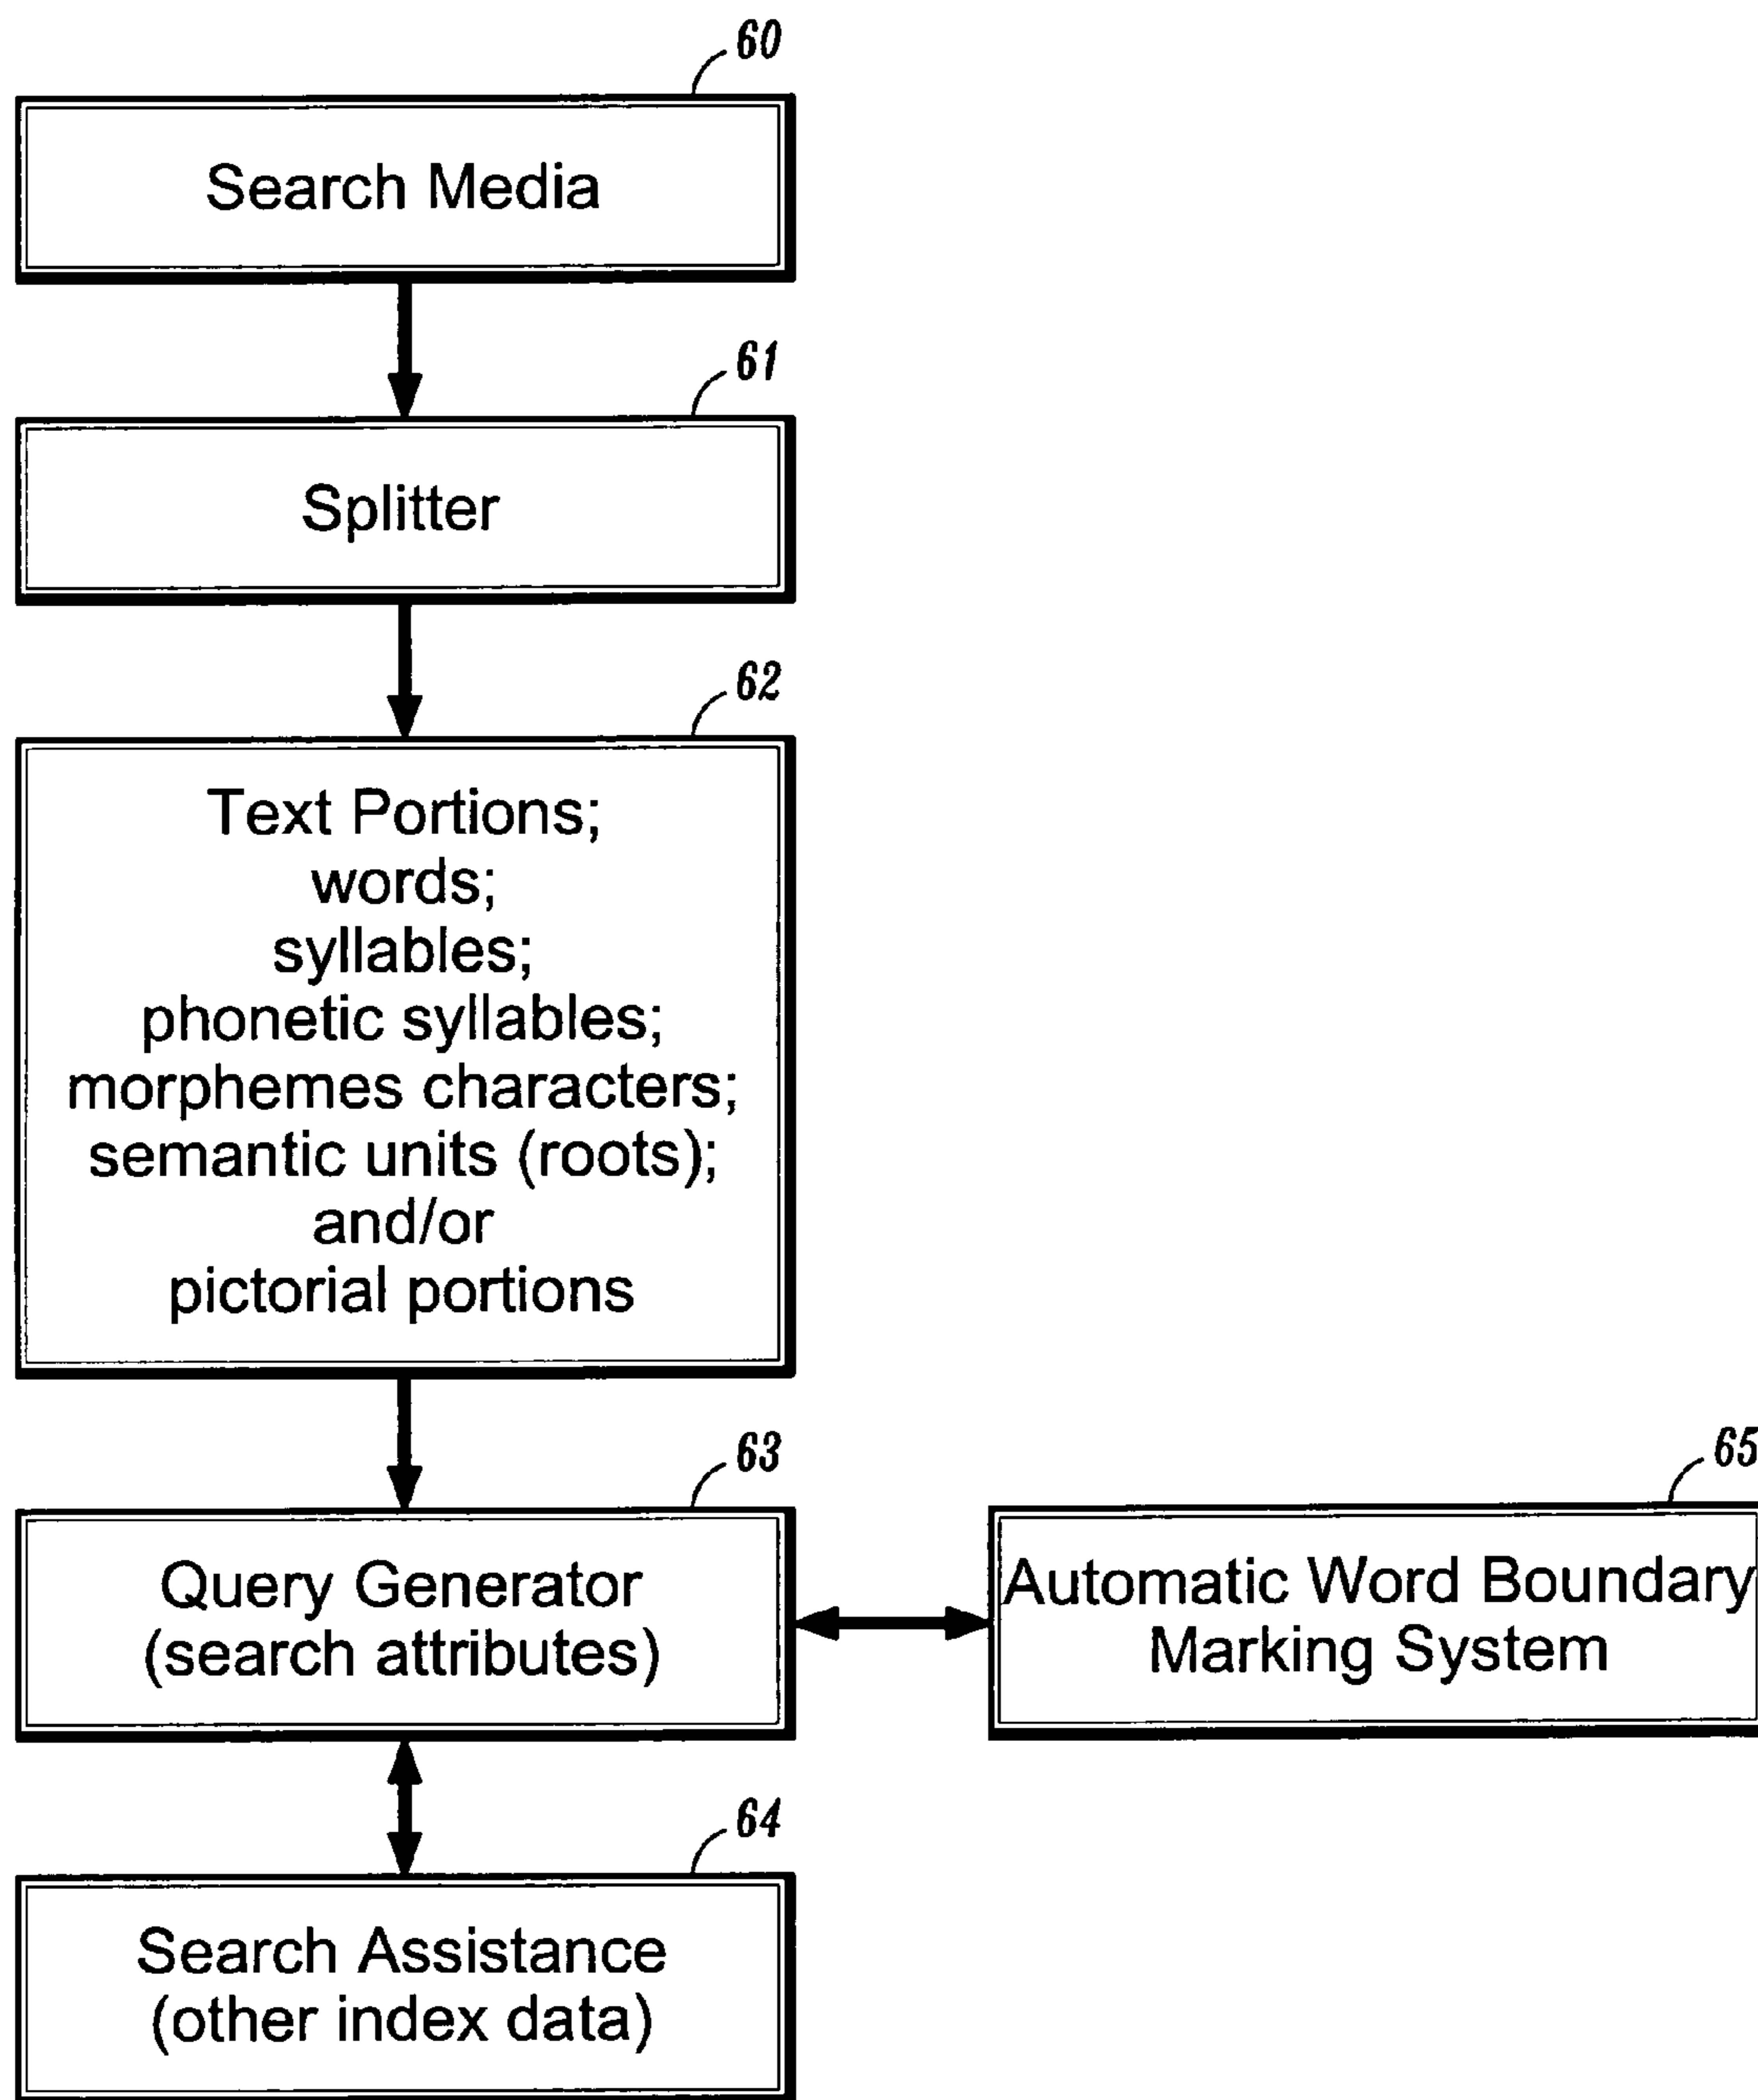 60
Search Media
61
Splitter
62
Text Portions;
words;
syllables;
phonetic syllables;
morphemes characters;
semantic units (roots);
and/or
pictorial portions
63
Query Generator
(search attributes)
65
Automatic Word Boundary
Marking System
64
Search Assistance
(other index data)